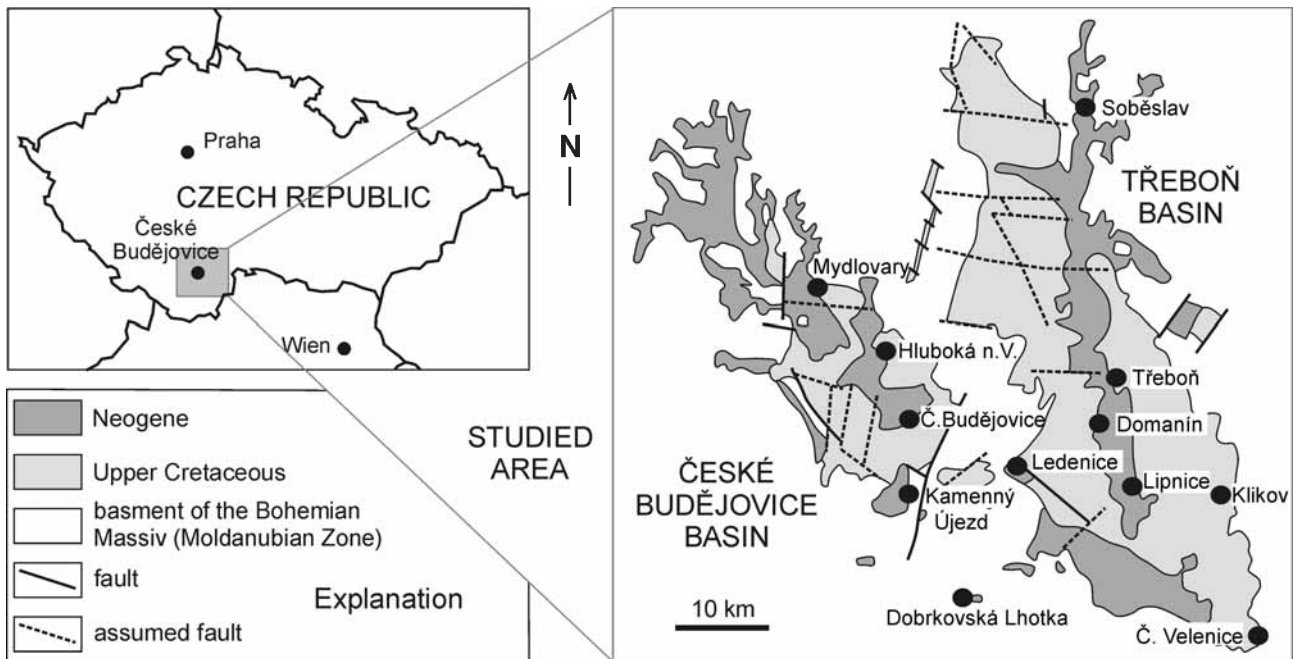 Praha
CZECH REPUBLIC
České
Budějovice
Wien
N
Neogene
Upper Cretaceous
basment of the Bohemian
Massiv (Moldanubian Zone)
fault
assumed fault
Explanation
STUDIED
AREA
Soběslav
TŘEBOŇ
BASIN
Mydlovary
Hluboká n.V.
Třeboň
Č.Budějovice
Domanín
Ledenice
Lipnice
Klikov
ČESKÉ
BUDĚJOVICE
BASIN
Kamenný
Újezd
10 km
Dobrkovská Lhotka
Č. Velenice